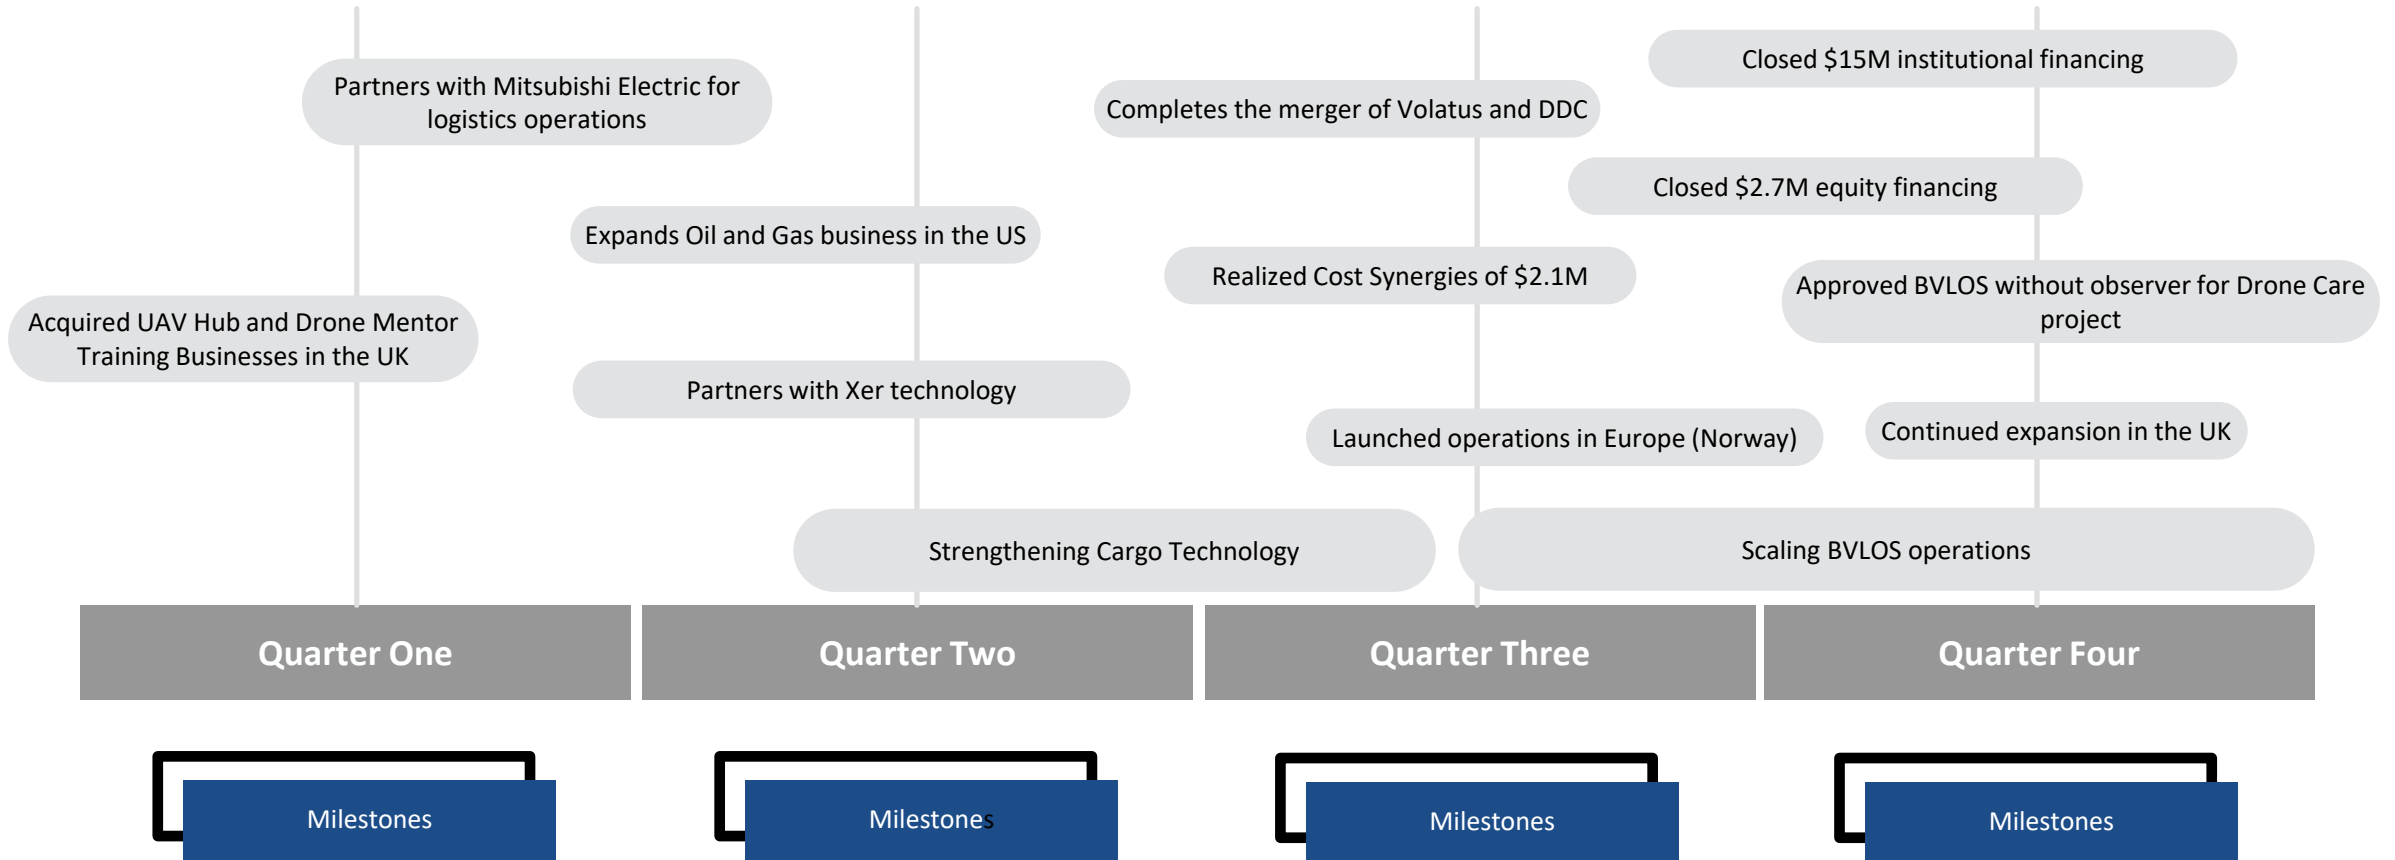 Closed $15M institutional financing
Partners with Mitsubishi Electric for
logistics operations
Completes the merger of Volatus and DDC
Closed $2.7M equity financing
Expands Oil and Gas business in the US
Realized Cost Synergies of $2.1M
Approved BVLOS without observer for Drone Care
project
Acquired UAV Hub and Drone Mentor
Training Businesses in the UK
Partners with Xer technology
Launched operations in Europe (Norway)
Continued expansion in the UK
Strengthening Cargo Technology
Scaling BVLOS operations
Quarter One
Quarter Two
Quarter Three
Quarter Four
Milestones
Milestones
Milestones
Milestones